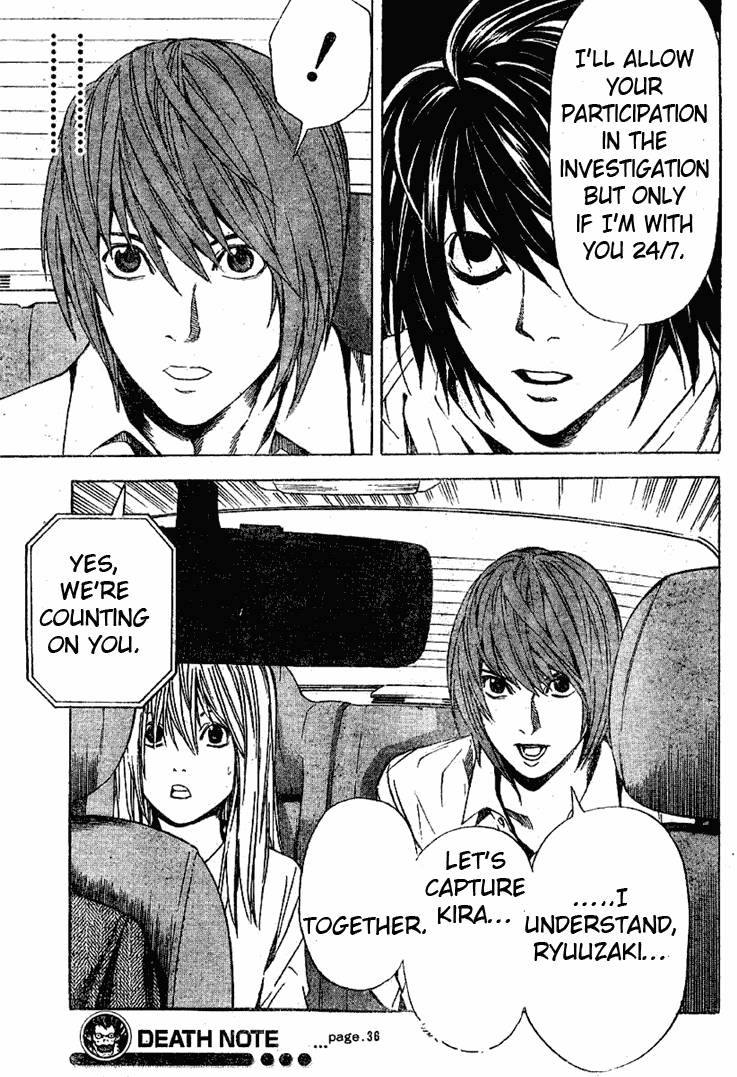 I'LL ALLOW
YOUR
PARTICIPATION
IN THE
INVESTIGATION
BUT ONLY
IF I'M WITH
YOU 24/7.
!
.....I
UNDERSTAND,
RYUUZAKI...
LET'S
CAPTURE
KIRA...
TOGETHER.
YES,
WE'RE
COUNTING
ON YOU.
DEATH NOTE ...page.36